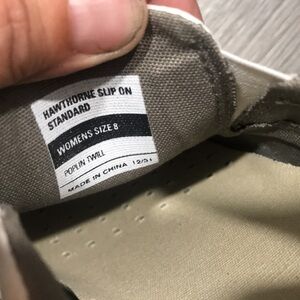 HAWTHORNE SLIP ON
STANDARD
WOMENS SIZE 8
POPLIN TWILL
MADE IN CHINA